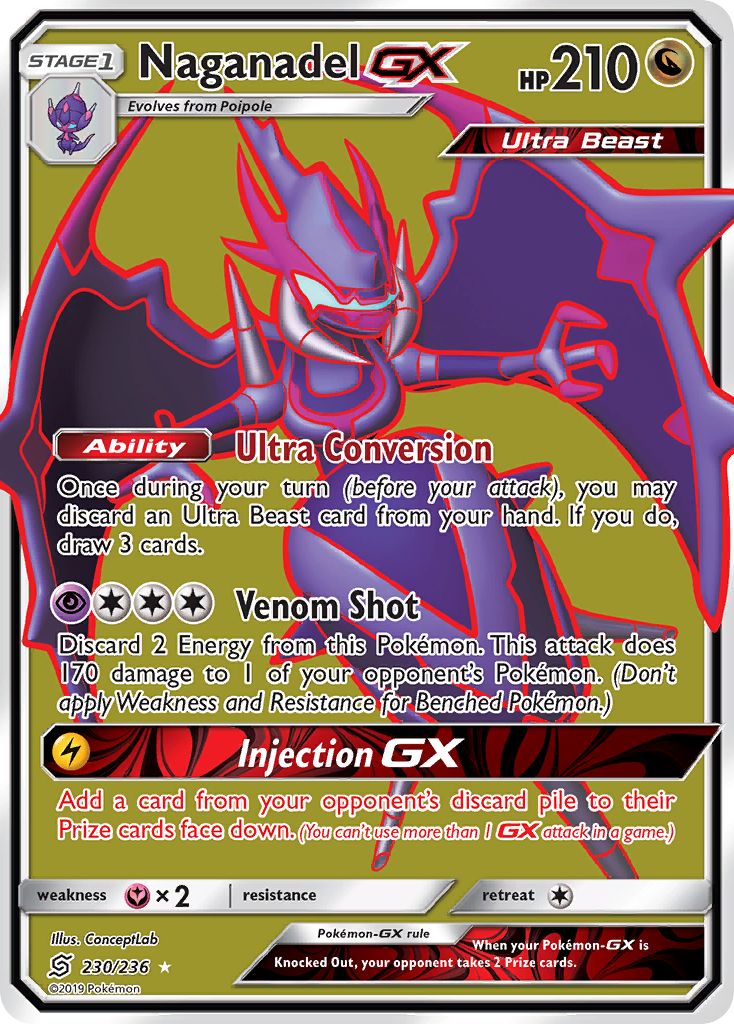 STAGE1 Naganadel GX HP210
Evolves from Poipole
Ultra Beast
Ability Ultra Conversion
Once during your turn (before your attack), you may
discard an Ultra Beast card from your hand. If you do,
draw 3 cards.
Venom Shot
Discard 2 Energy from this Pokémon. This attack does
170 damage to 1 of your opponent's Pokémon. (Don't
apply Weakness and Resistance for Benched Pokémon.)
Injection GX
Add a card from your opponent's discard pile to their
Prize cards face down. (You can't use more than 1 GX attack in a game.)
weakness ×2 resistance retreat
Illus. ConceptLab
230/236
©2019 Pokémon
Pokémon-GX rule
When your Pokémon-GX is
Knocked Out, your opponent takes 2 Prize cards.